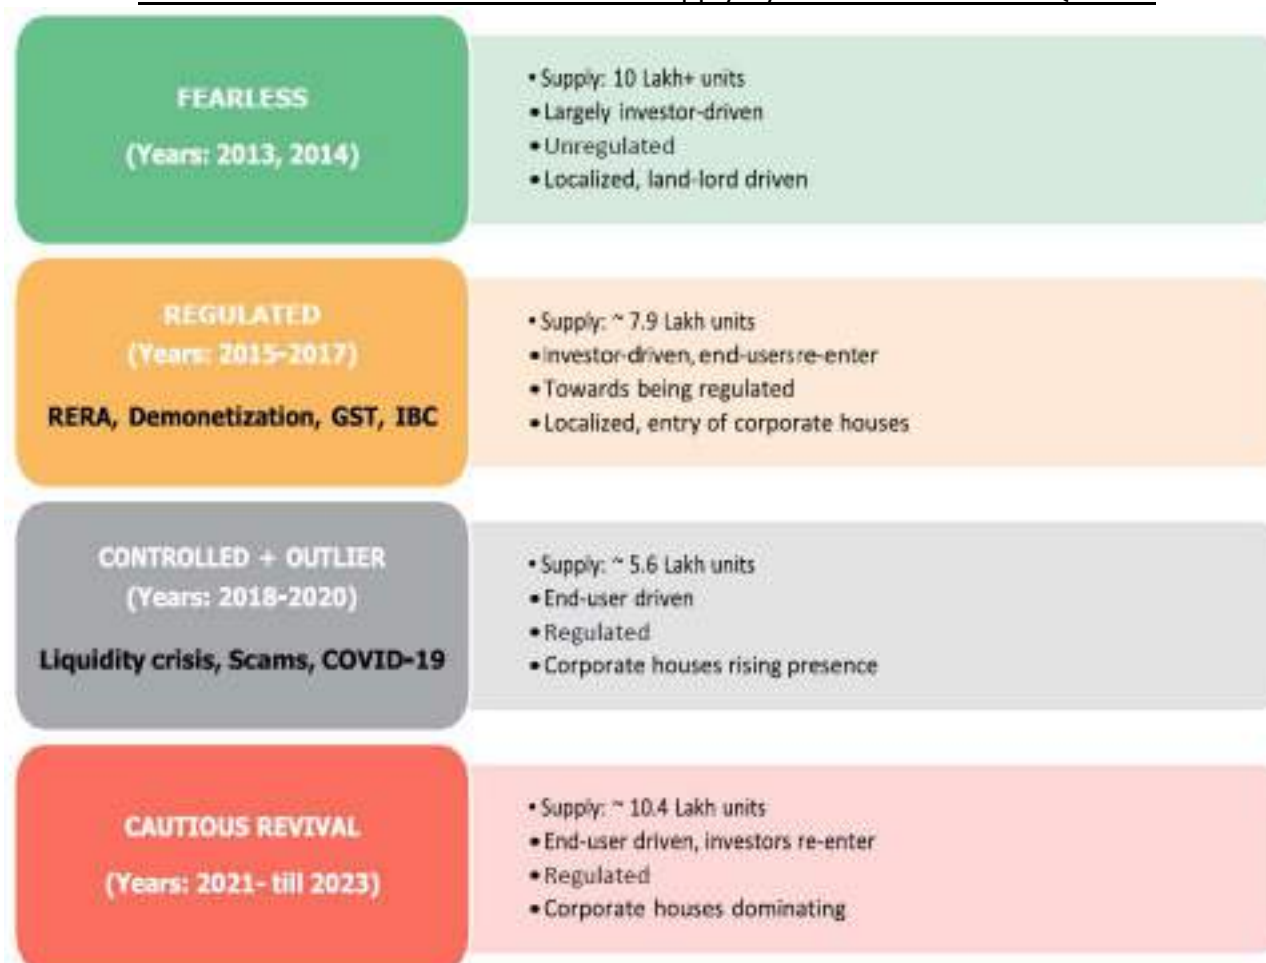 FEARLESS
(Years: 2013, 2014)
• Supply: 10 Lakh+ units
• Largely investor-driven
• Unregulated
• Localized, land-lord driven
REGULATED
(Years: 2015-2017)
RERA, Demonetization, GST, IBC
• Supply: ~ 7.9 Lakh units
• Investor-driven, end-users re-enter
• Towards being regulated
• Localized, entry of corporate houses
CONTROLLED + OUTLIER
(Years: 2018-2020)
Liquidity crisis, Scams, COVID-19
• Supply: ~ 5.6 Lakh units
• End-user driven
• Regulated
• Corporate houses rising presence
CAUTIOUS REVIVAL
(Years: 2021- till 2023)
• Supply: ~ 10.4 Lakh units
• End-user driven, investors re-enter
• Regulated
• Corporate houses dominating